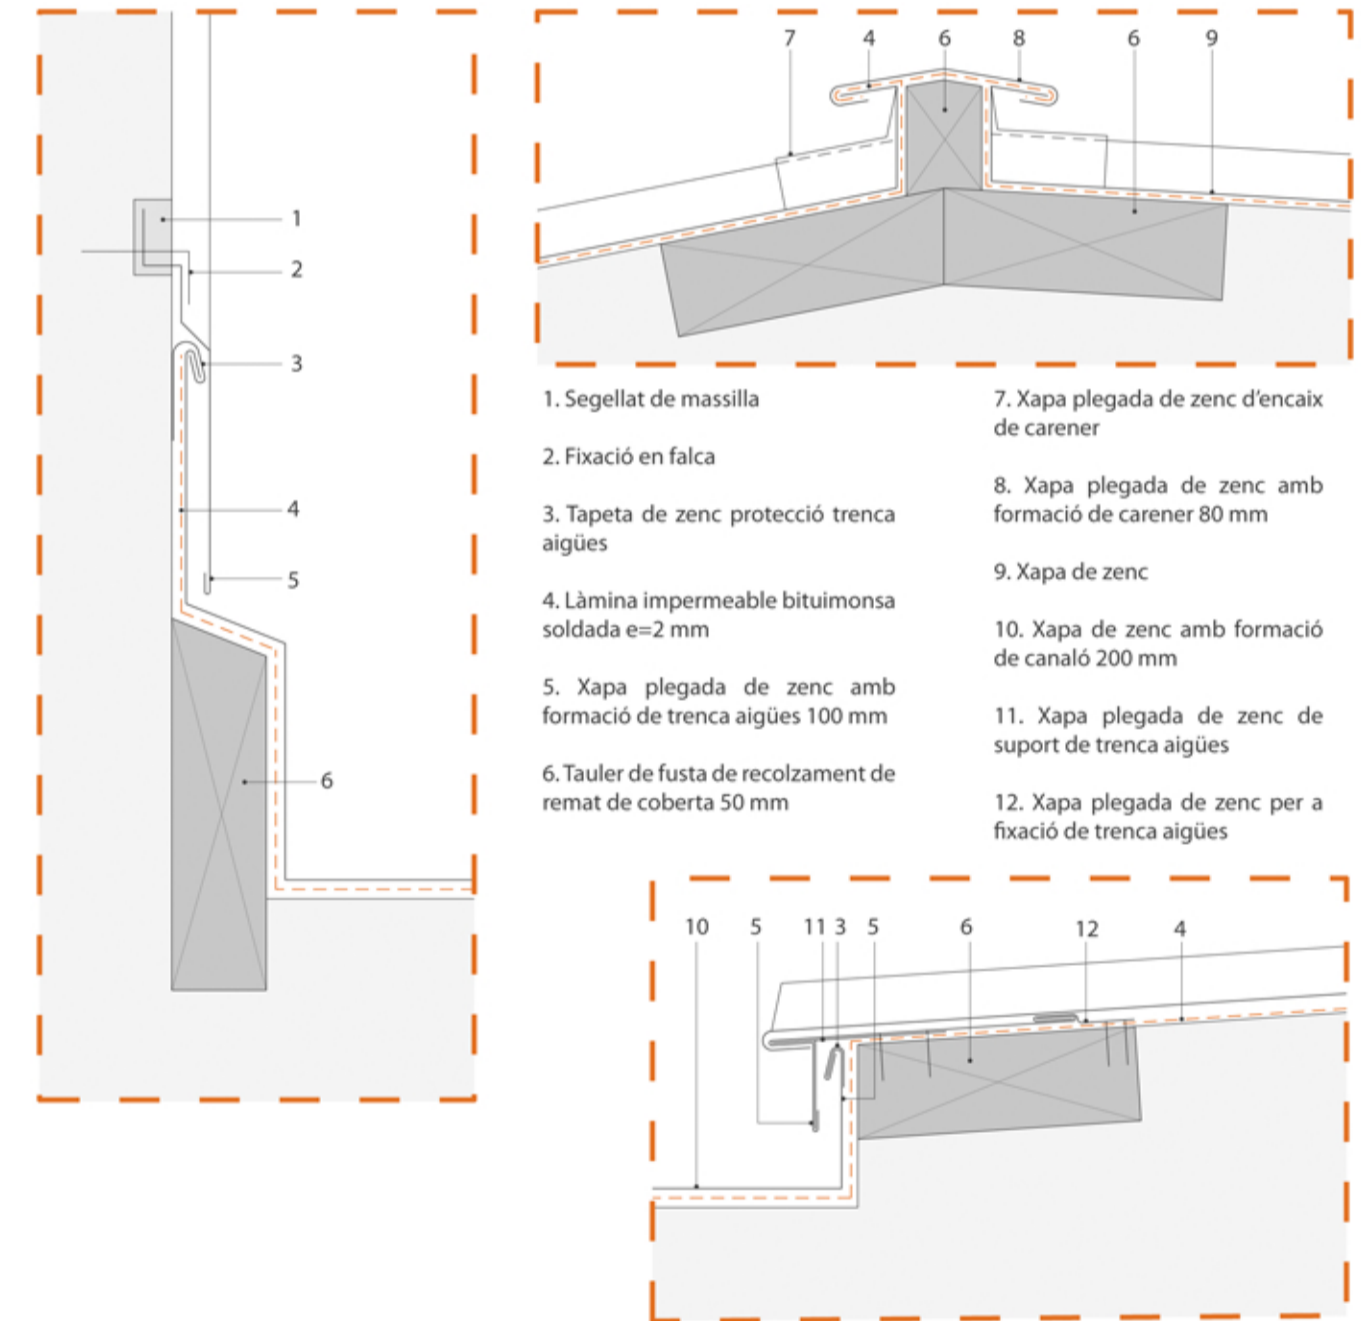 1
2
3
4
5
6
7 4 6 8 6 9
1. Segellat de massilla
2. Fixació en falca
3. Tapeta de zenc protecció trenca
aigües
4. Làmina impermeable bituimonsa
soldada e=2 mm
5. Xapa plegada de zenc amb
formació de trenca aigües 100 mm
6. Tauler de fusta de recolzament de
remat de coberta 50 mm
7. Xapa plegada de zenc d’encaix
de carener
8. Xapa plegada de zenc amb
formació de carener 80 mm
9. Xapa de zenc
10. Xapa de zenc amb formació
de canaló 200 mm
11. Xapa plegada de zenc de
suport de trenca aigües
12. Xapa plegada de zenc per a
fixació de trenca aigües
10 5 11 3 5 6 12 4